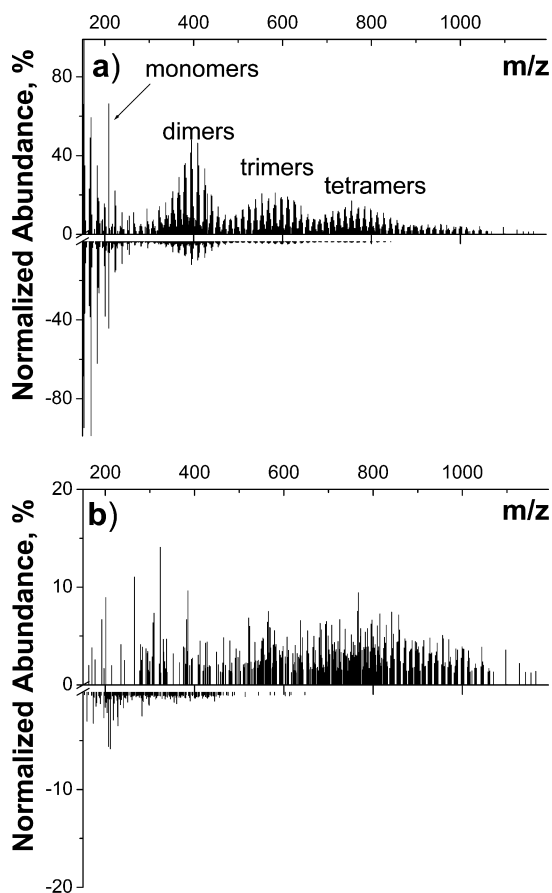 200 400 600 800 1000
a) m/z
monomers
dimers
trimers
tetramers
80
40
0
-40
-80
Normalized Abundance, %
200 400 600 800 1000
b) m/z
20
10
0
-10
-20
Normalized Abundance, %